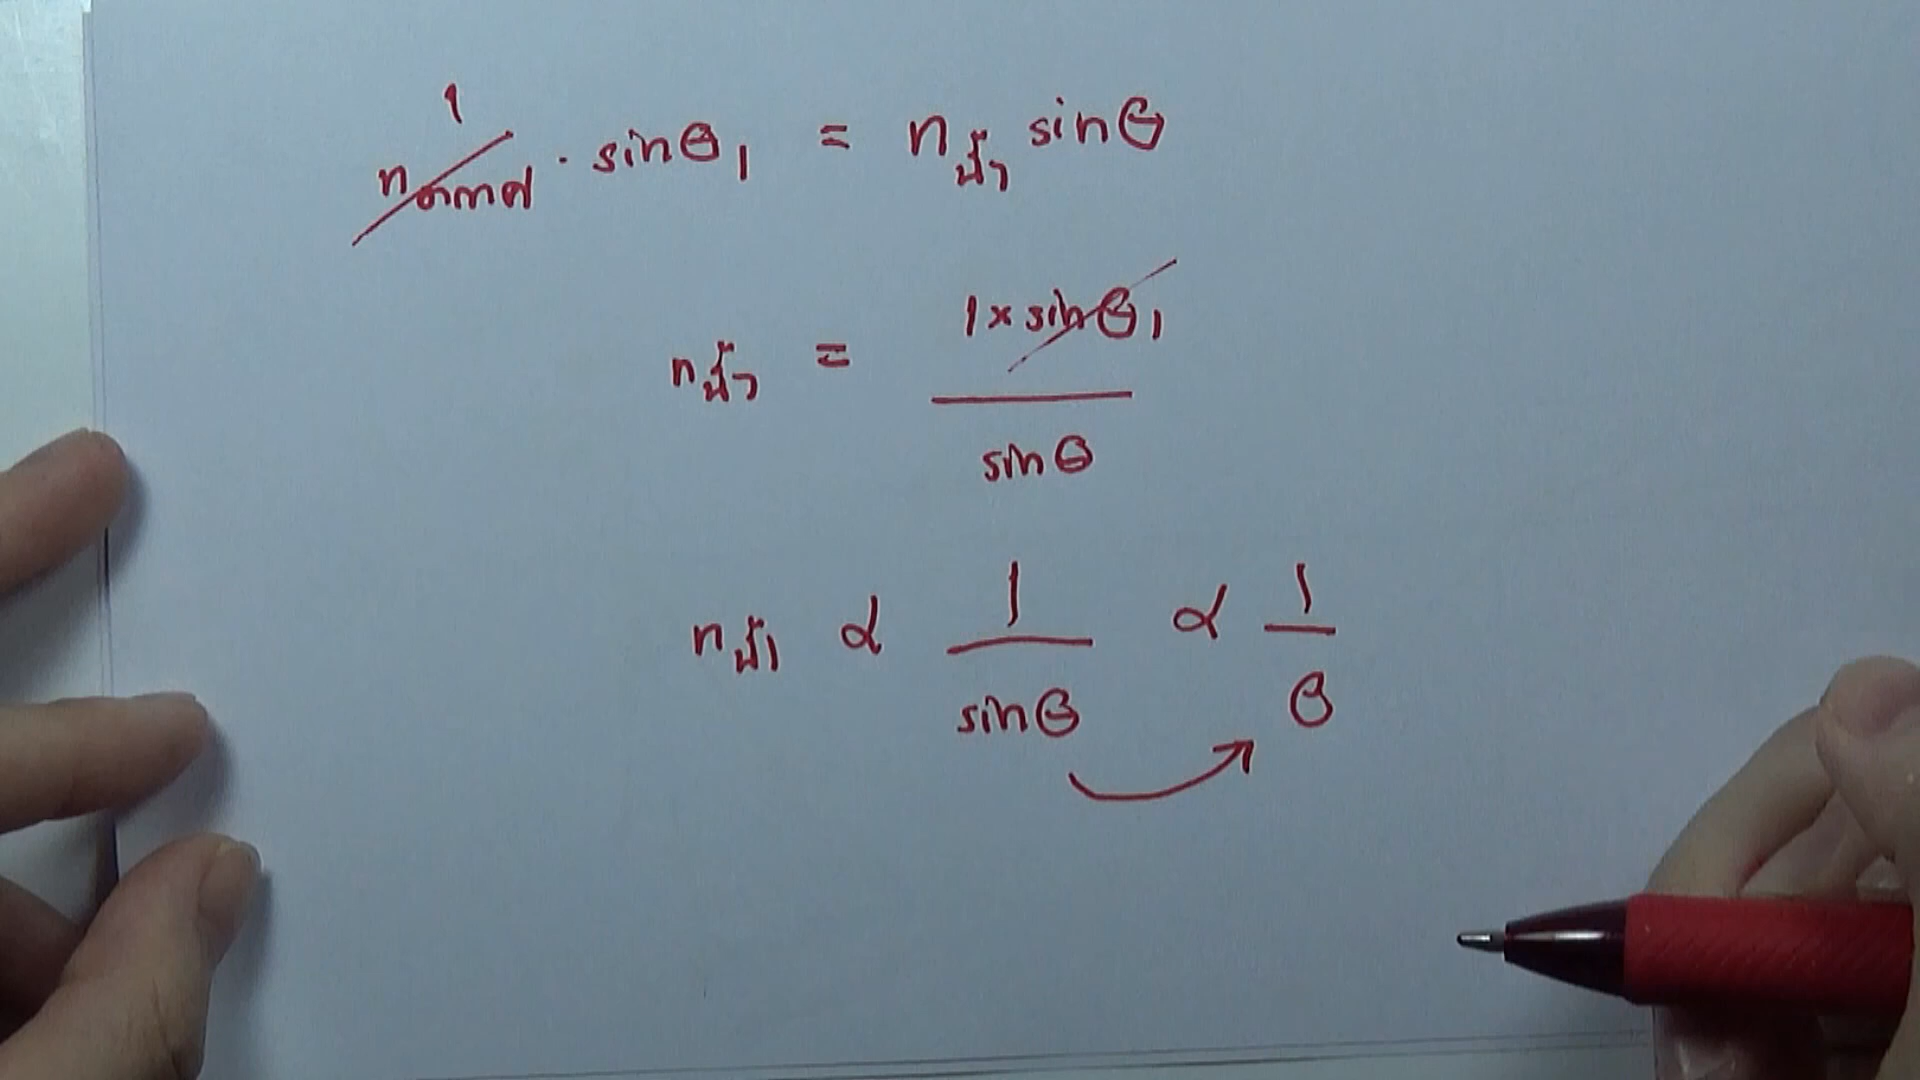 1
n อากาศ · sinθ₁ = n น้ำ sinθ
n น้ำ = 1 × sinθ₁ / sinθ
n น้ำ ∝ 1 / sinθ ∝ 1 / θ